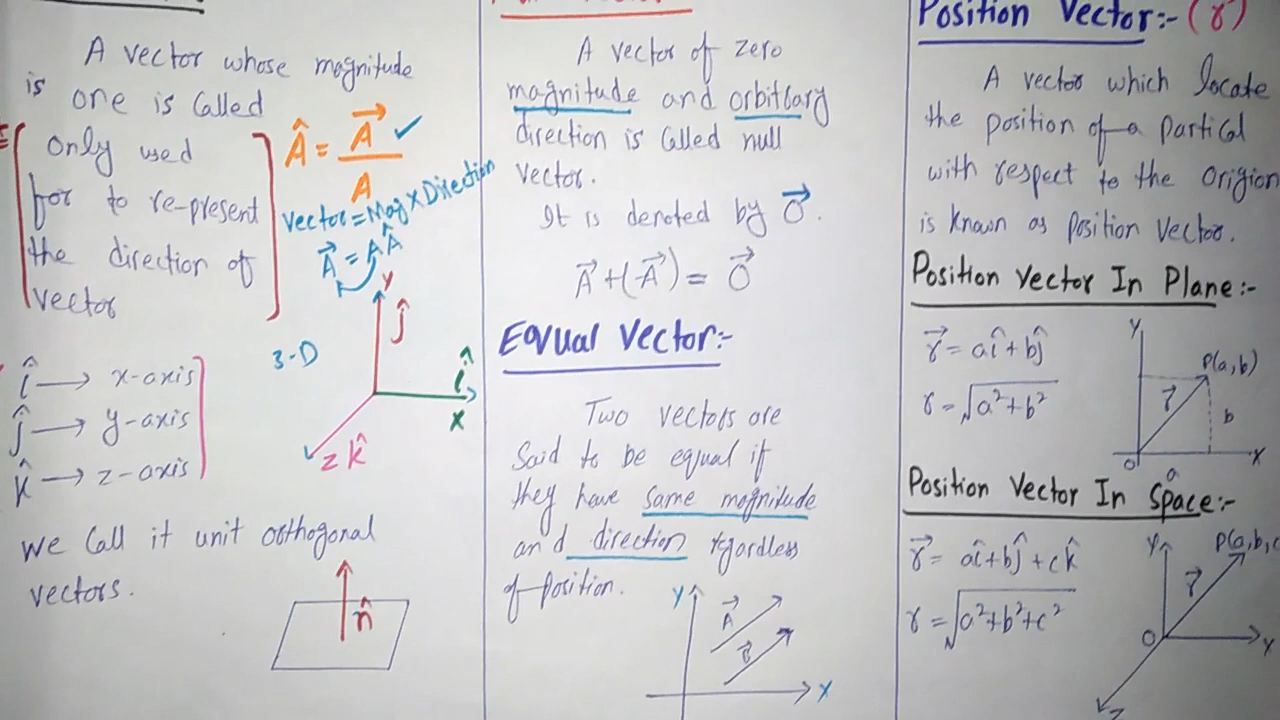 A vector whose magnitude
is one is Called
only used
for to re-present
the direction of
vector
Â = A⃗ / A ✓
Vector = Mag × Direction
A⃗ = AÂ
3-D
Y
ĵ
î
X
Z k̂
î → x-axis
ĵ → y-axis
k̂ → z-axis
We Call it unit orthogonal
vectors.
n̂
A vector of zero
magnitude and orbitbary
direction is Called null
vector.
It is denoted by O⃗.
A⃗ + (-A⃗) = O⃗
Equal Vector:-
Two vectors are
Said to be equal if
they have same magnitude
and direction regordless
of position.
Y
A⃗
B⃗
X
Position Vector:- (r)
A vector which locate
the position of a partical
with respect to the origion
is known as position vector.
Position Vector In Plane:-
r⃗ = aî + bĵ
r = √a²+b²
Y
P(a,b)
r⃗
b
O
a
X
Position Vector In Space:-
r⃗ = aî + bĵ + ck̂
r = √a²+b²+c²
Y
P(a,b,c
r⃗
O
X
Z